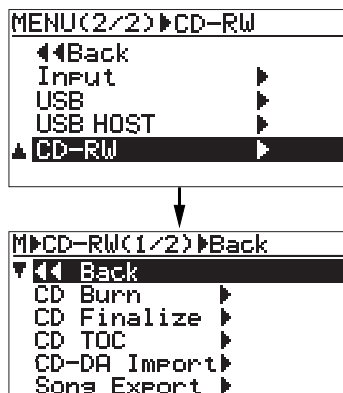 MENU(2/2)▶CD-RW
◀◀Back
Input ▶
USB ▶
USB HOST ▶
▲ CD-RW ▶
M▶CD-RW(1/2)▶Back
▼ ◀◀ Back
CD Burn ▶
CD Finalize ▶
CD TOC ▶
CD-DA Import▶
Song Export ▶